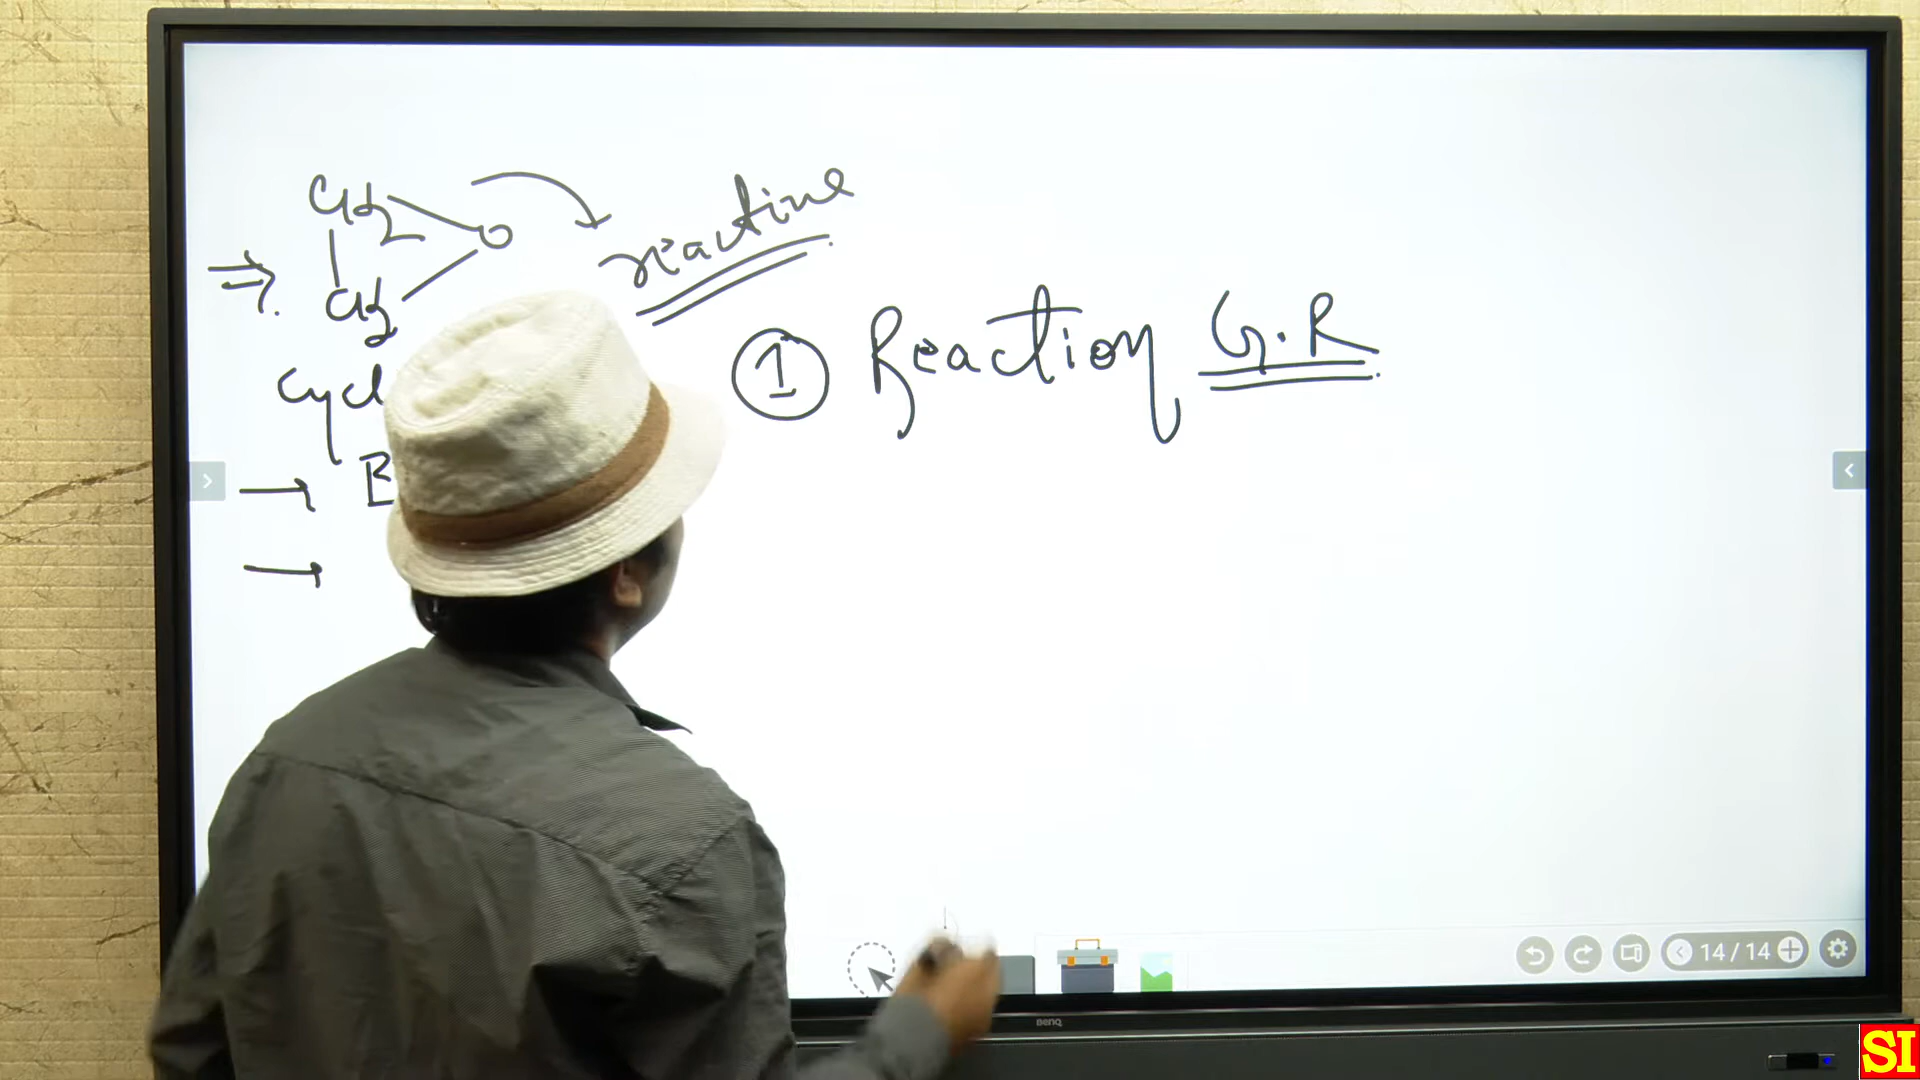 CH2
O
CH2
reactive
① Reaction G.R
14/14
BenQ
SI